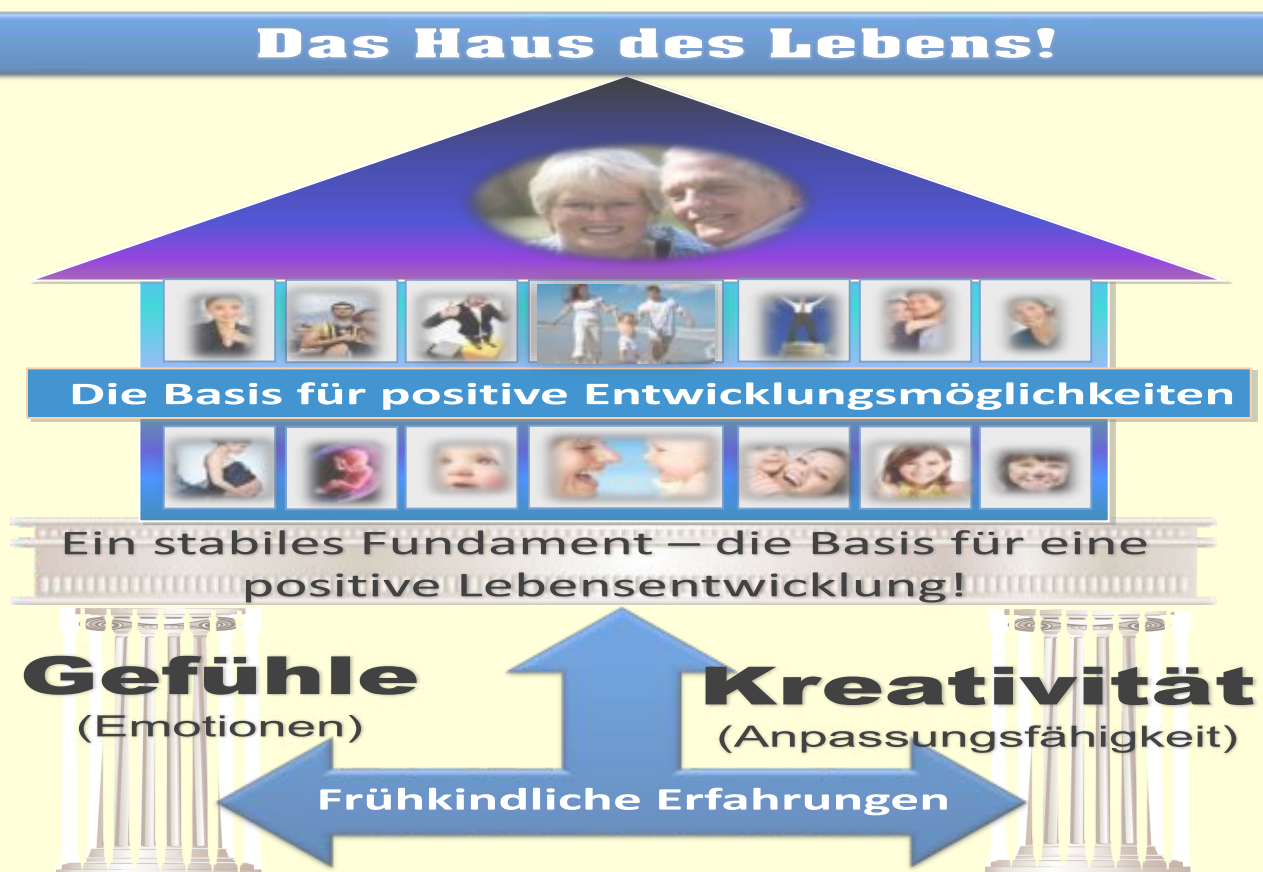 Das Haus des Lebens!
Die Basis für positive Entwicklungsmöglichkeiten
Ein stabiles Fundament – die Basis für eine
positive Lebensentwicklung!
Gefühle
(Emotionen)
Kreativität
(Anpassungsfähigkeit)
Frühkindliche Erfahrungen